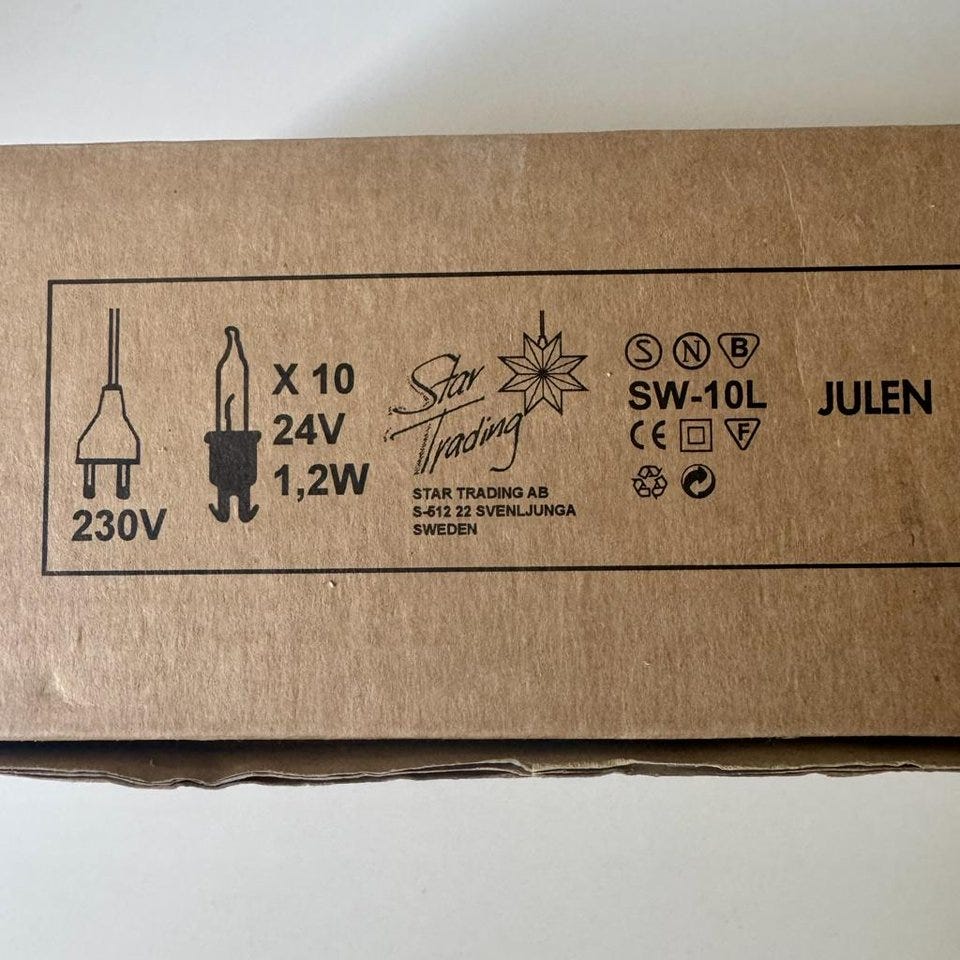 230V
X 10
24V
1,2W
Star
Trading
STAR TRADING AB
S-512 22 SVENLJUNGA
SWEDEN
S N B
SW-10L
CE F
JULEN